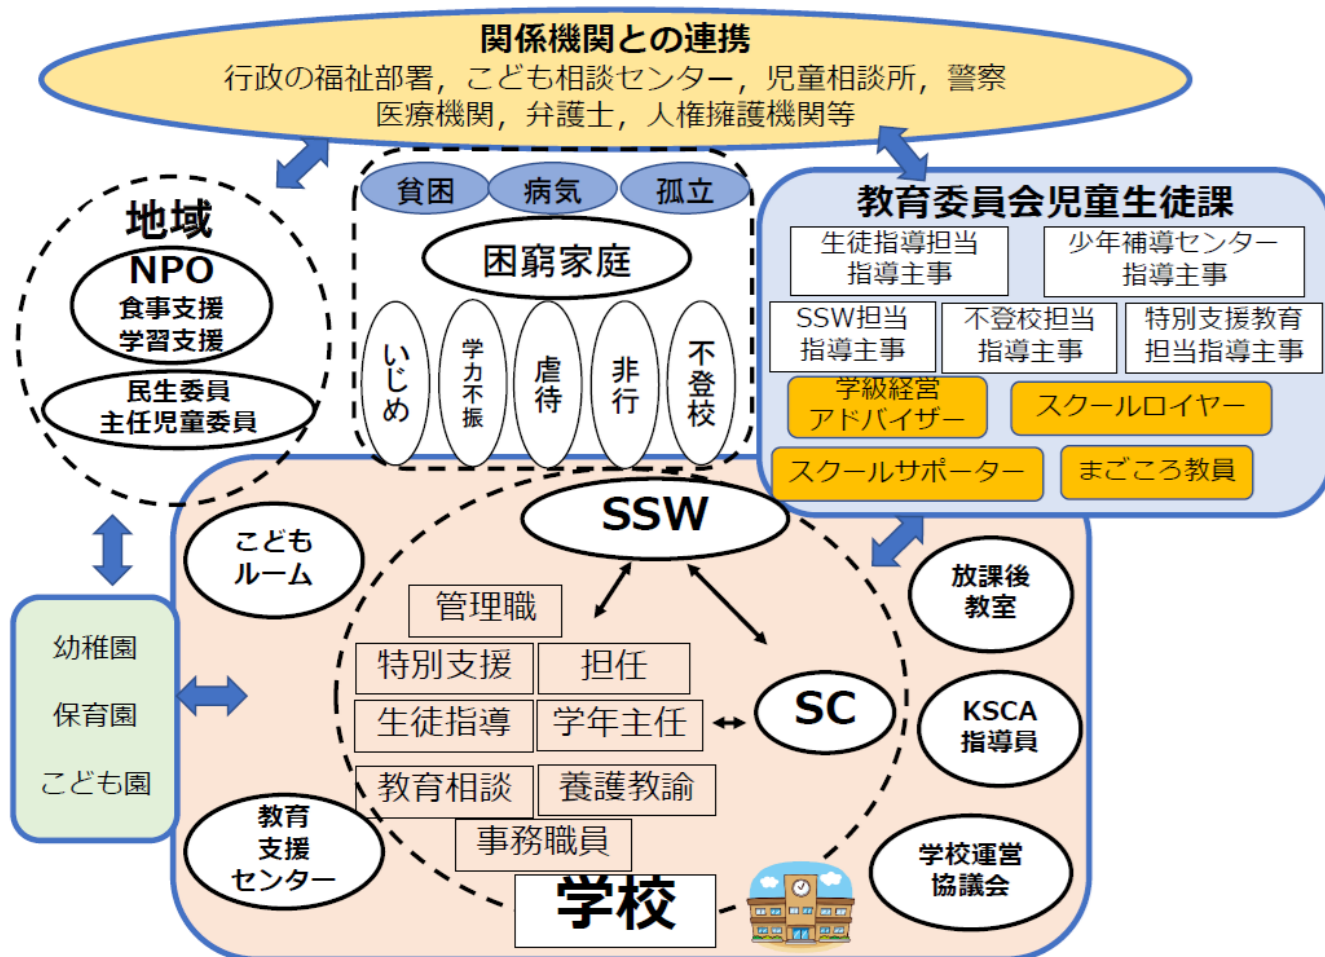 関係機関との連携
行政の福祉部署，こども相談センター，児童相談所，警察
医療機関，弁護士，人権擁護機関等
貧困
病気
孤立
困窮家庭
いじめ
学力不振
虐待
非行
不登校
地域
NPO
食事支援
学習支援
民生委員
主任児童委員
教育委員会児童生徒課
生徒指導担当
指導主事
少年補導センター
指導主事
SSW担当
指導主事
不登校担当
指導主事
特別支援教育
担当指導主事
学級経営
アドバイザー
スクールロイヤー
スクールサポーター
まごころ教員
幼稚園
保育園
こども園
こども
ルーム
教育
支援
センター
SSW
管理職
特別支援
担任
生徒指導
学年主任
教育相談
養護教諭
事務職員
SC
学校
放課後
教室
KSCA
指導員
学校運営
協議会